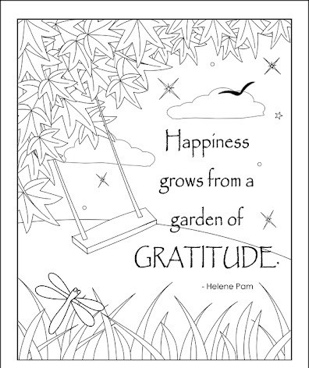 Happiness
grows from a
garden of
GRATITUDE.
- Helene Pam